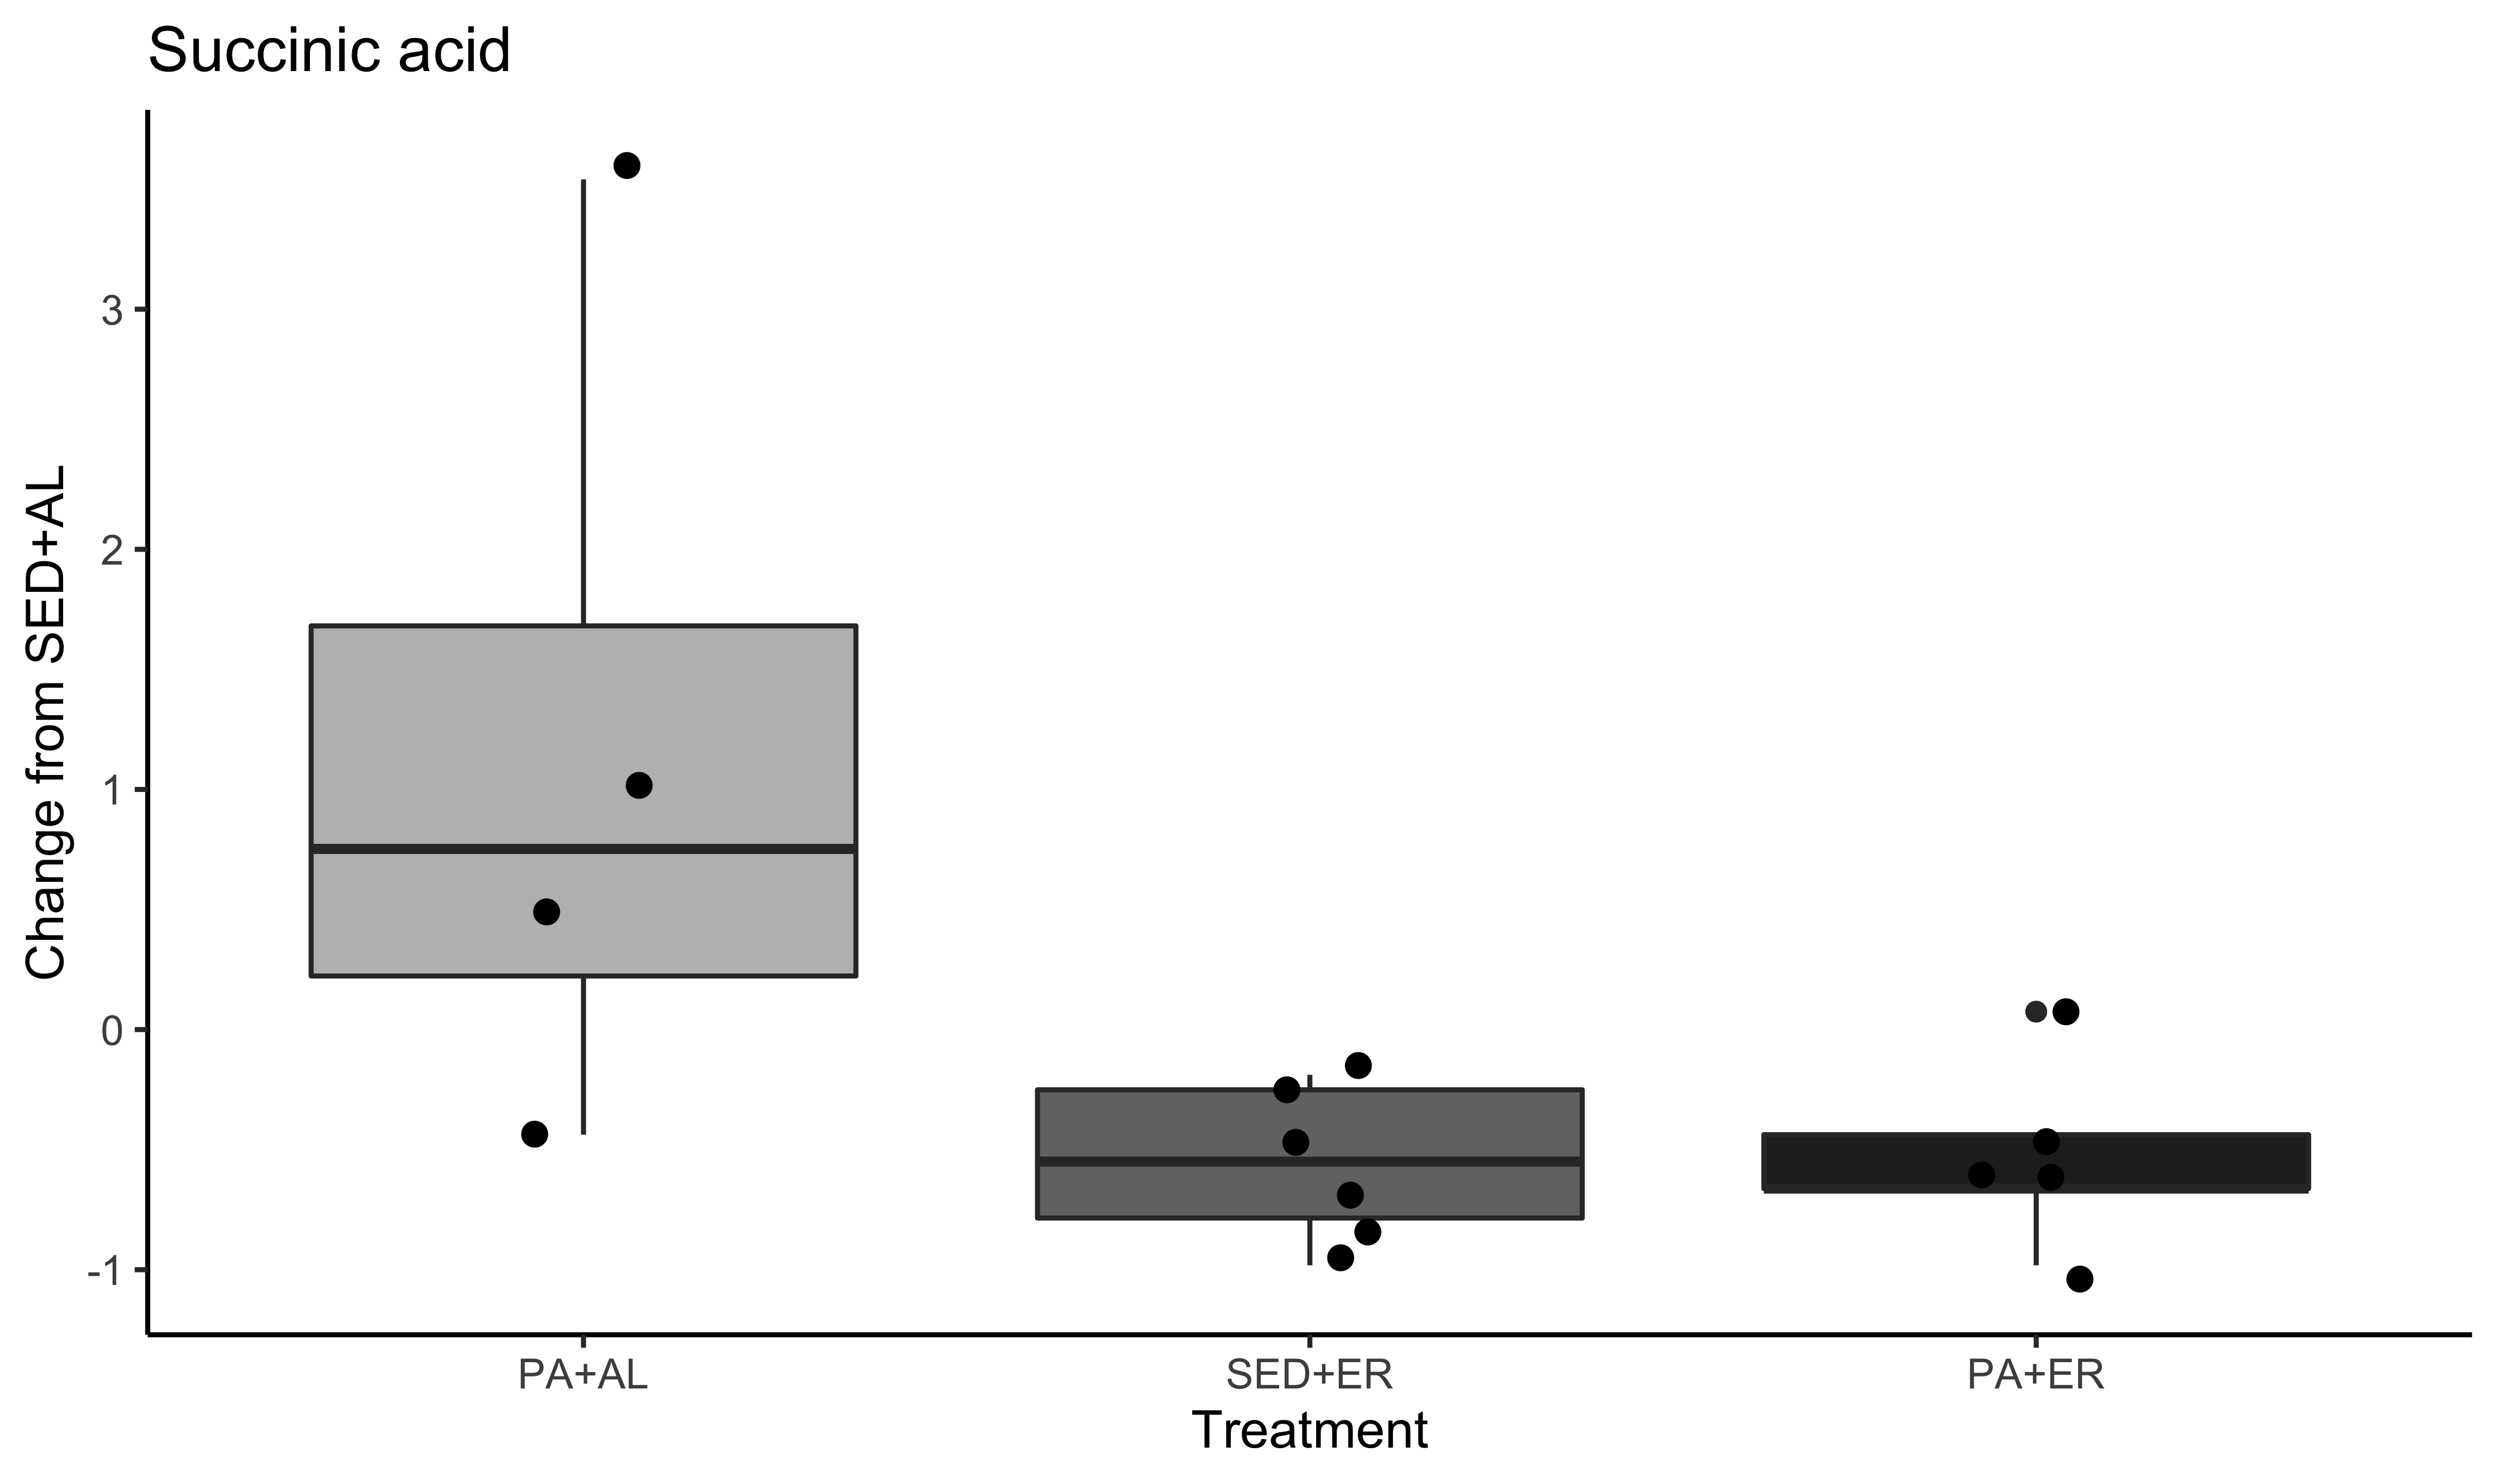 Succinic acid
Change from SED+AL
3
2
1
0
-1
PA+AL SED+ER PA+ER
Treatment